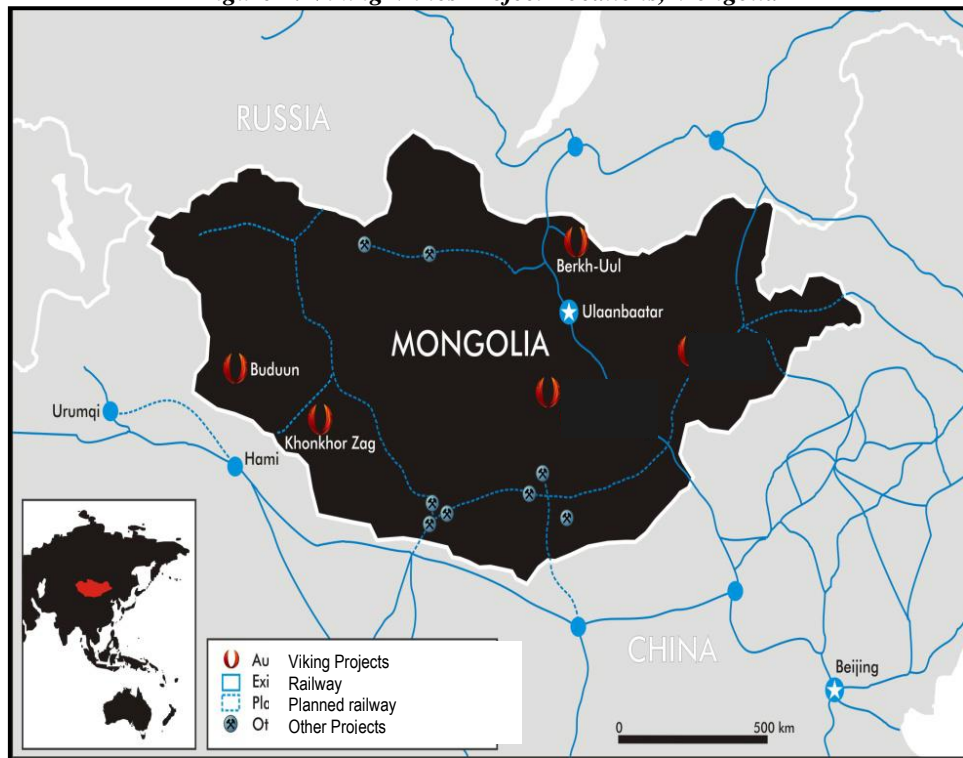 RUSSIA
Berkh-Uul
Ulaanbaatar
MONGOLIA
Buduun
Urumqi
Khonkhor Zag
Hami
CHINA
Beijing
Au Viking Projects
Exi Railway
Pla Planned railway
Ot Other Projects
0 500 km